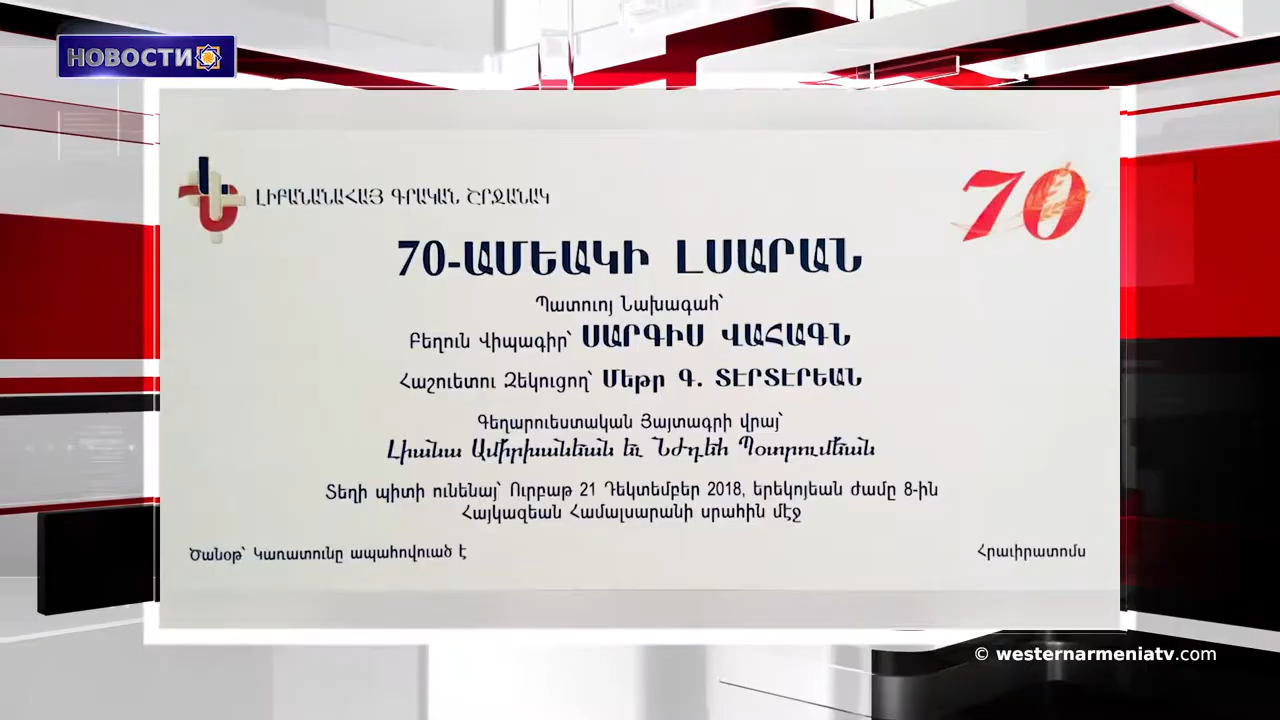 НОВОСТИ
ԼԻԲԱՆԱՆԱՀԱՅ ԳՐԱԿԱՆ ՇՐՋԱՆԱԿ
70
70-ԱՄԵԱԿԻ ԼՍԱՐԱՆ
Պատուոյ Նախագահ՝
Բեղուն Վիպագիր՝ ՍԱՐԳԻՍ ՎԱՀԱԳՆ
Հաշուետու Զեկուցող՝ Մեթր Գ. ՏԷՐՏԷՐԵԱՆ
Գեղարուեստական Յայտագրի վրայ՝
Լիանա Ամիրխանեան եւ Նժդեհ Պօտրումեան
Տեղի պիտի ունենայ՝ Ուրբաթ 21 Դեկտեմբեր 2018, երեկոյեան ժամը 8-ին
Հայկազեան Համալսարանի սրահին մէջ
Ծանօթ՝ Կառատունը ապահովուած է
Հրաւիրատոմս
© westernarmeniatv.com